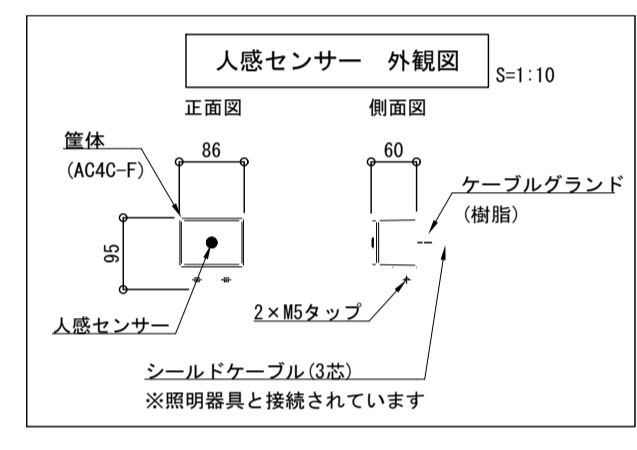 人感センサー 外観図
S=1:10
正面図
側面図
筐体
(AC4C-F)
86
60
ケーブルグランド
(樹脂)
95
人感センサー
2×M5タップ
シールドケーブル(3芯)
※照明器具と接続されています